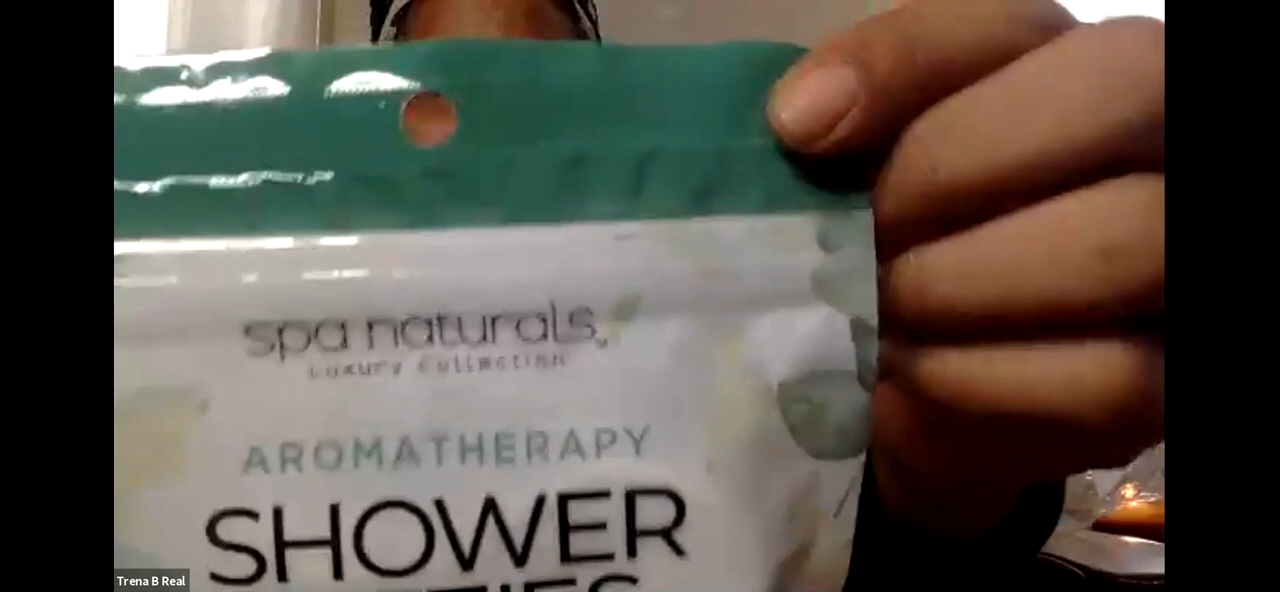 spa naturals
Luxury Collection
AROMATHERAPY
SHOWER
Trena B Real